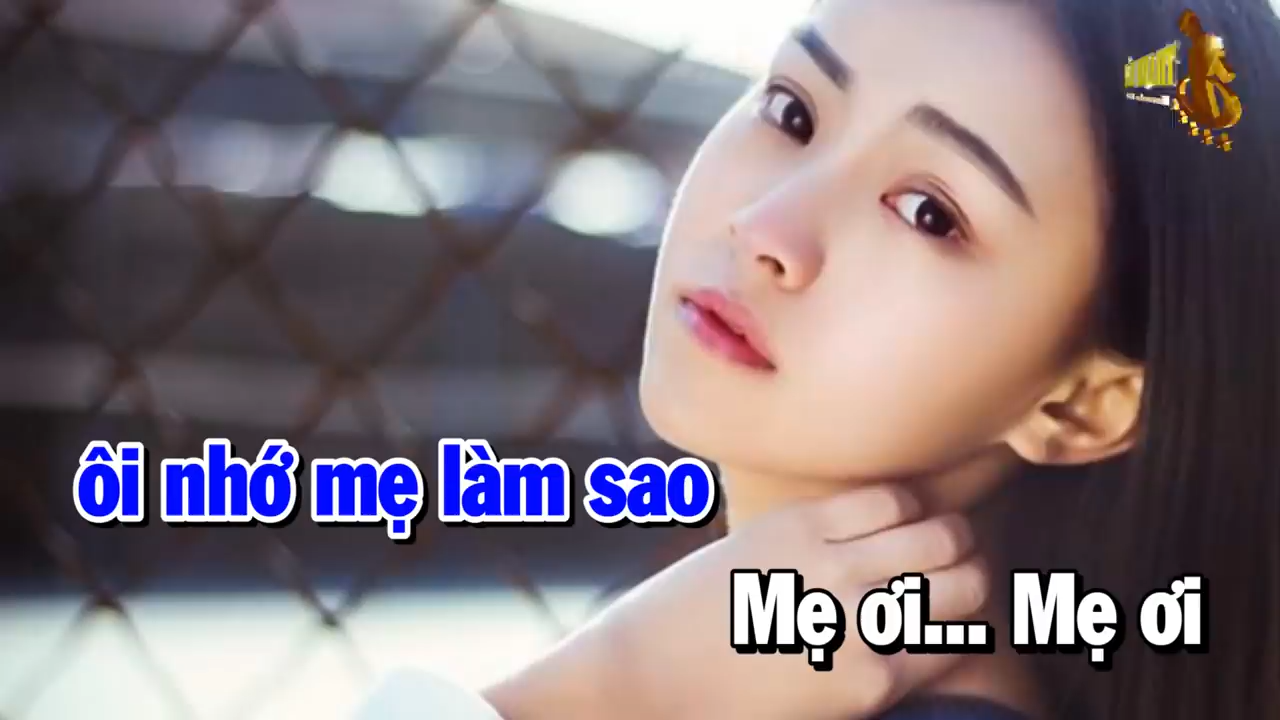 ôi nhớ mẹ làm sao
Mẹ ơi... Mẹ ơi